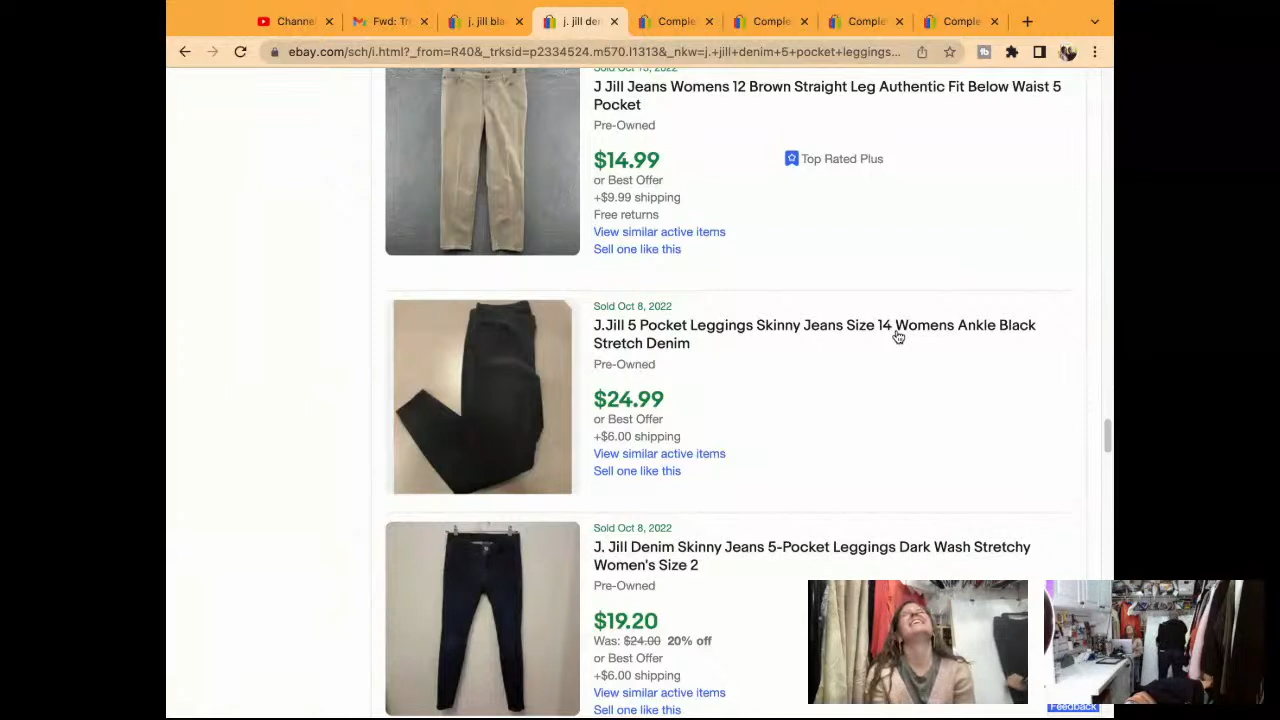 Channel
Fwd: Tr
j. jill bla
j. jill der
Comple
Comple
Comple
Comple
ebay.com/sch/i.html?_from=R40&_trksid=p2334524.m570.l1313&_nkw=j.+jill+denim+5+pocket+leggings...
Sold Oct 13, 2022
J Jill Jeans Womens 12 Brown Straight Leg Authentic Fit Below Waist 5
Pocket
Pre-Owned
$14.99
Top Rated Plus
or Best Offer
+$9.99 shipping
Free returns
View similar active items
Sell one like this
Sold Oct 8, 2022
J.Jill 5 Pocket Leggings Skinny Jeans Size 14 Womens Ankle Black
Stretch Denim
Pre-Owned
$24.99
or Best Offer
+$6.00 shipping
View similar active items
Sell one like this
Sold Oct 8, 2022
J. Jill Denim Skinny Jeans 5-Pocket Leggings Dark Wash Stretchy
Women's Size 2
Pre-Owned
$19.20
Was: $24.00 20% off
or Best Offer
+$6.00 shipping
View similar active items
Sell one like this
Feedback